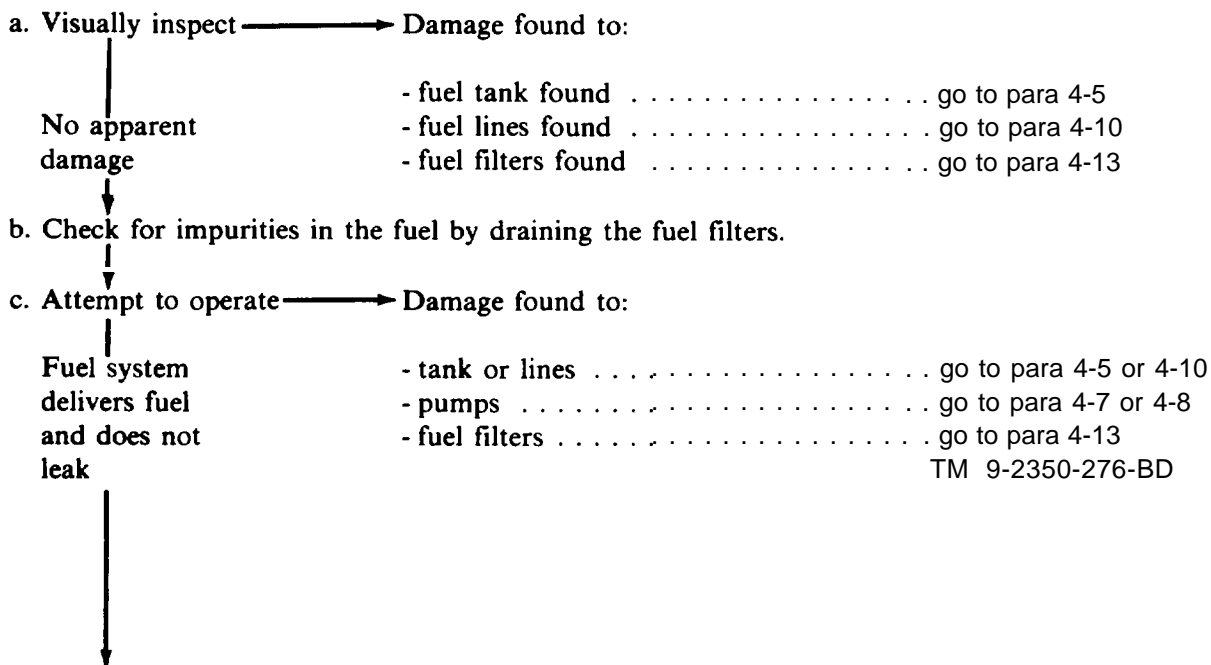 a. Visually inspect Damage found to:
- fuel tank found . . . . . . . . . . . . . . . . . go to para 4-5
No apparent - fuel lines found . . . . . . . . . . . . . . . . . go to para 4-10
damage - fuel filters found . . . . . . . . . . . . . . . . go to para 4-13
b. Check for impurities in the fuel by draining the fuel filters.
c. Attempt to operate Damage found to:
Fuel system - tank or lines . . . . . . . . . . . . . . . . . . . go to para 4-5 or 4-10
delivers fuel - pumps . . . . . . . . . . . . . . . . . . . . . . . go to para 4-7 or 4-8
and does not - fuel filters . . . . . . . . . . . . . . . . . . . . . go to para 4-13
leak TM 9-2350-276-BD